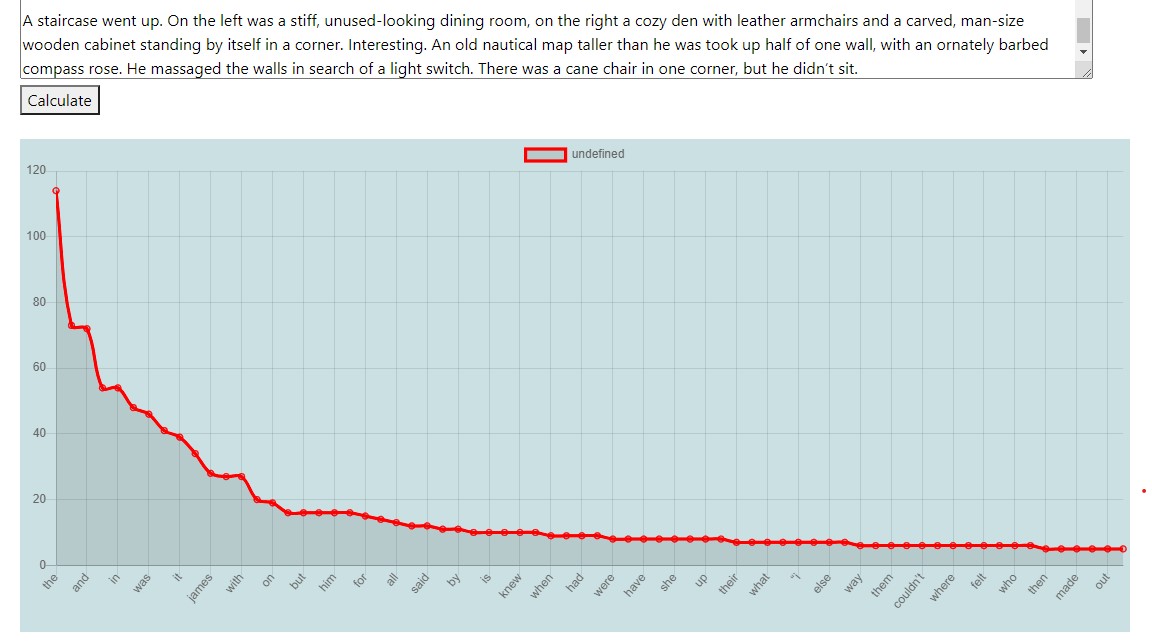 A staircase went up. On the left was a stiff, unused-looking dining room, on the right a cozy den with leather armchairs and a carved, man-size
wooden cabinet standing by itself in a corner. Interesting. An old nautical map taller than he was took up half of one wall, with an ornately barbed
compass rose. He massaged the walls in search of a light switch. There was a cane chair in one corner, but he didn't sit.
Calculate
undefined
120
100
80
60
40
20
0
the
and
in
was
it
james
with
on
but
him
for
all
said
by
is
knew
when
had
were
have
she
up
their
what
"i
else
way
them
couldn't
where
felt
who
then
made
out